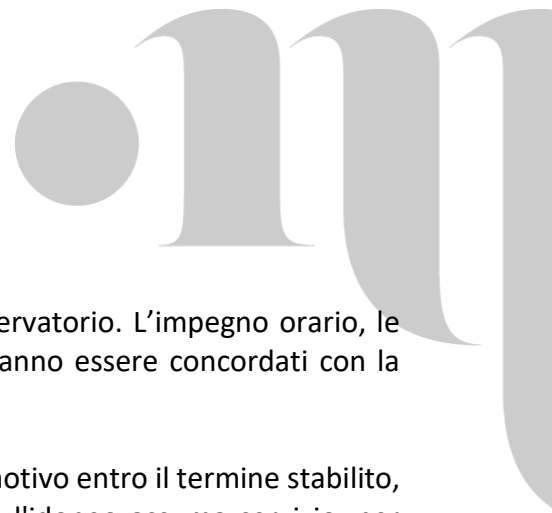 ervatorio. L'impegno orario, le
anno essere concordati con la
notivo entro il termine stabilito,